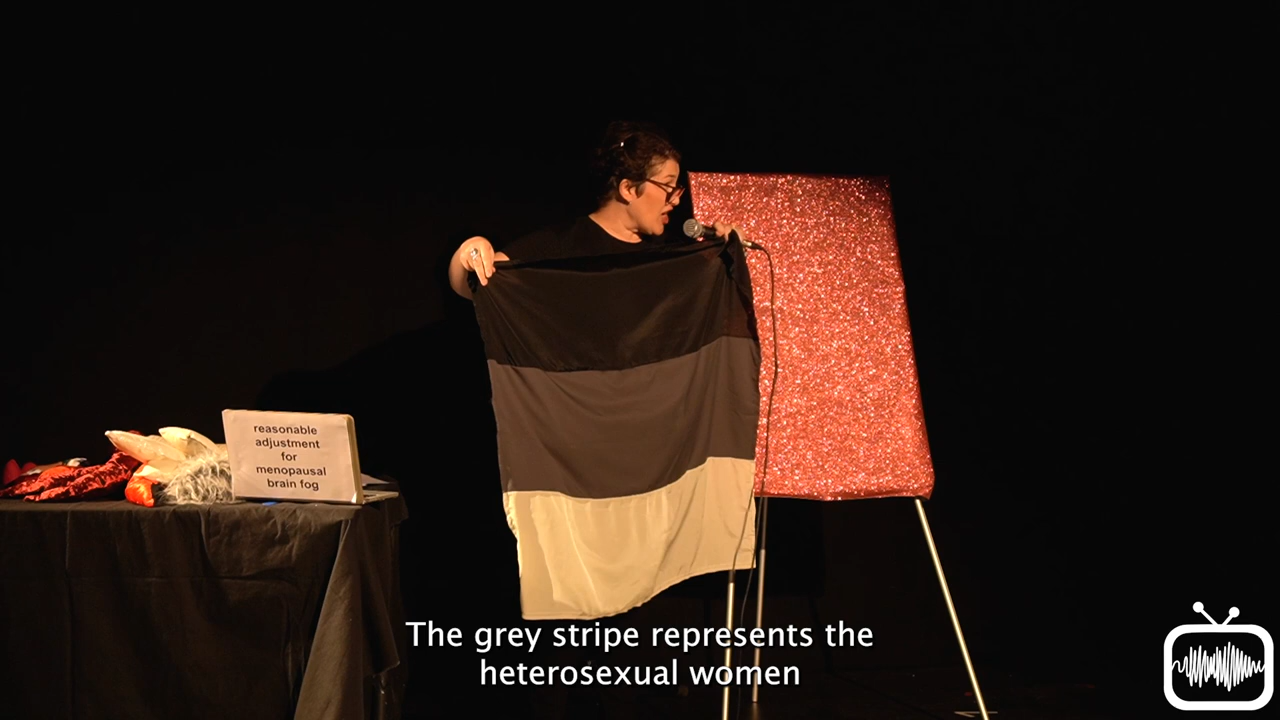 reasonable
adjustment
for
menopausal
brain fog
The grey stripe represents the
heterosexual women